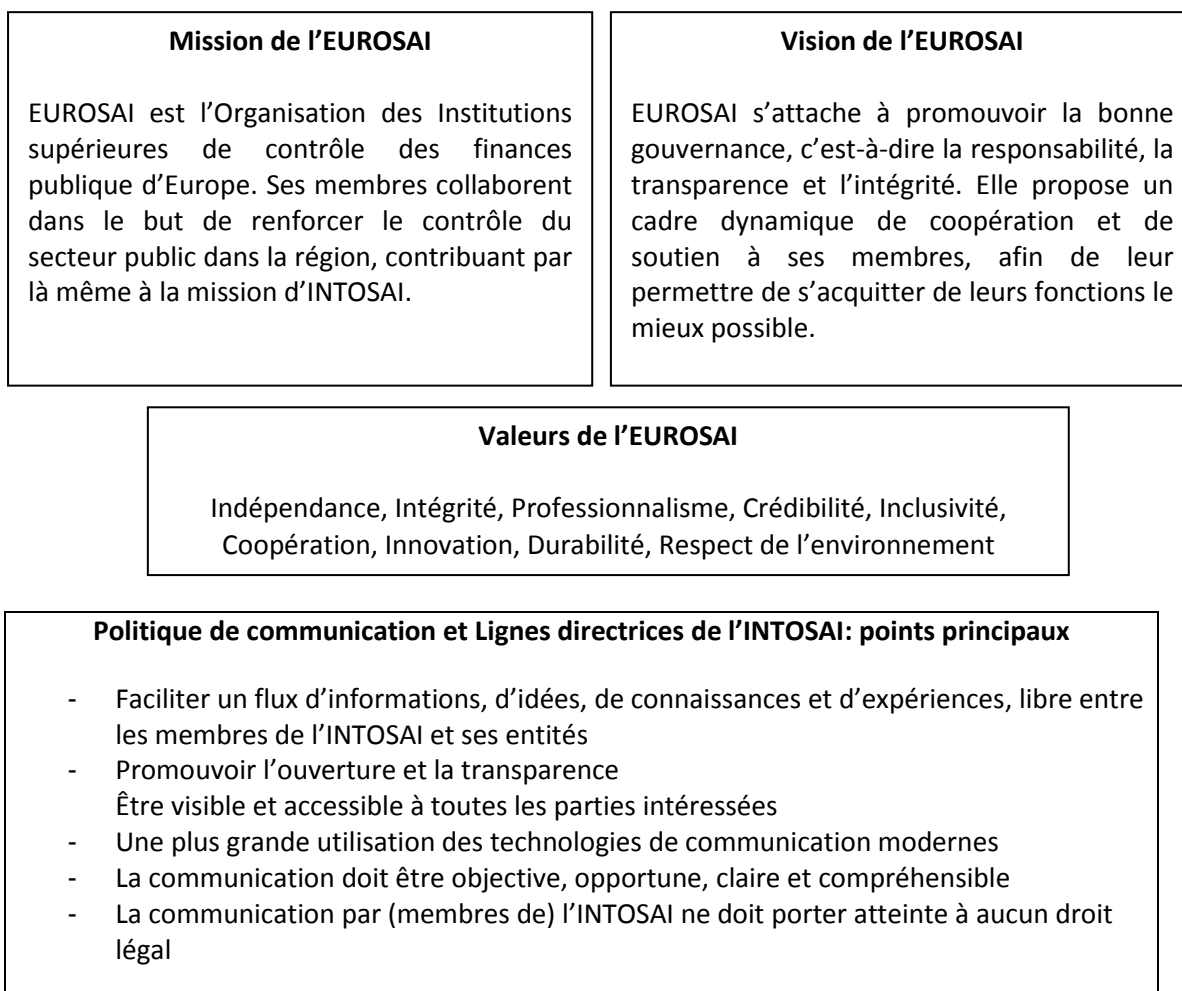 Mission de l’EUROSAI
EUROSAI est l’Organisation des Institutions
supérieures de contrôle des finances
publique d’Europe. Ses membres collaborent
dans le but de renforcer le contrôle du
secteur public dans la région, contribuant par
là même à la mission d’INTOSAI.
Vision de l’EUROSAI
EUROSAI s’attache à promouvoir la bonne
gouvernance, c’est-à-dire la responsabilité, la
transparence et l’intégrité. Elle propose un
cadre dynamique de coopération et de
soutien à ses membres, afin de leur
permettre de s’acquitter de leurs fonctions le
mieux possible.
Valeurs de l’EUROSAI
Indépendance, Intégrité, Professionnalisme, Crédibilité, Inclusivité,
Coopération, Innovation, Durabilité, Respect de l’environnement
Politique de communication et Lignes directrices de l’INTOSAI: points principaux
- Faciliter un flux d’informations, d’idées, de connaissances et d’expériences, libre entre
les membres de l’INTOSAI et ses entités
- Promouvoir l’ouverture et la transparence
Être visible et accessible à toutes les parties intéressées
- Une plus grande utilisation des technologies de communication modernes
- La communication doit être objective, opportune, claire et compréhensible
- La communication par (membres de) l’INTOSAI ne doit porter atteinte à aucun droit
légal